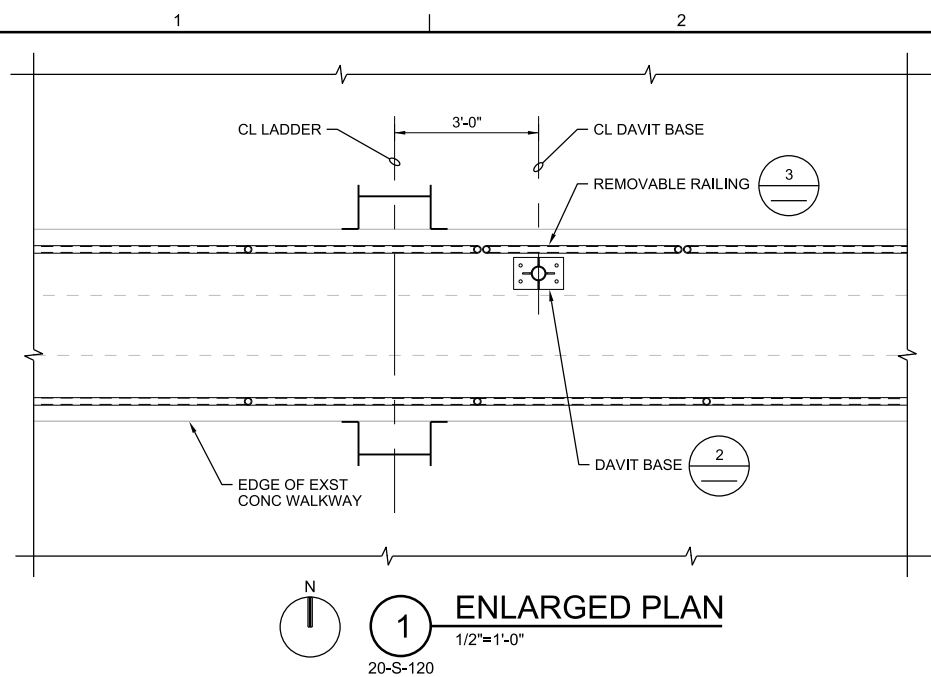 1
2
3'-0"
CL LADDER
CL DAVIT BASE
REMOVABLE RAILING
3
DAVIT BASE
2
EDGE OF EXST
CONC WALKWAY
N
1
ENLARGED PLAN
1/2"=1'-0"
20-S-120